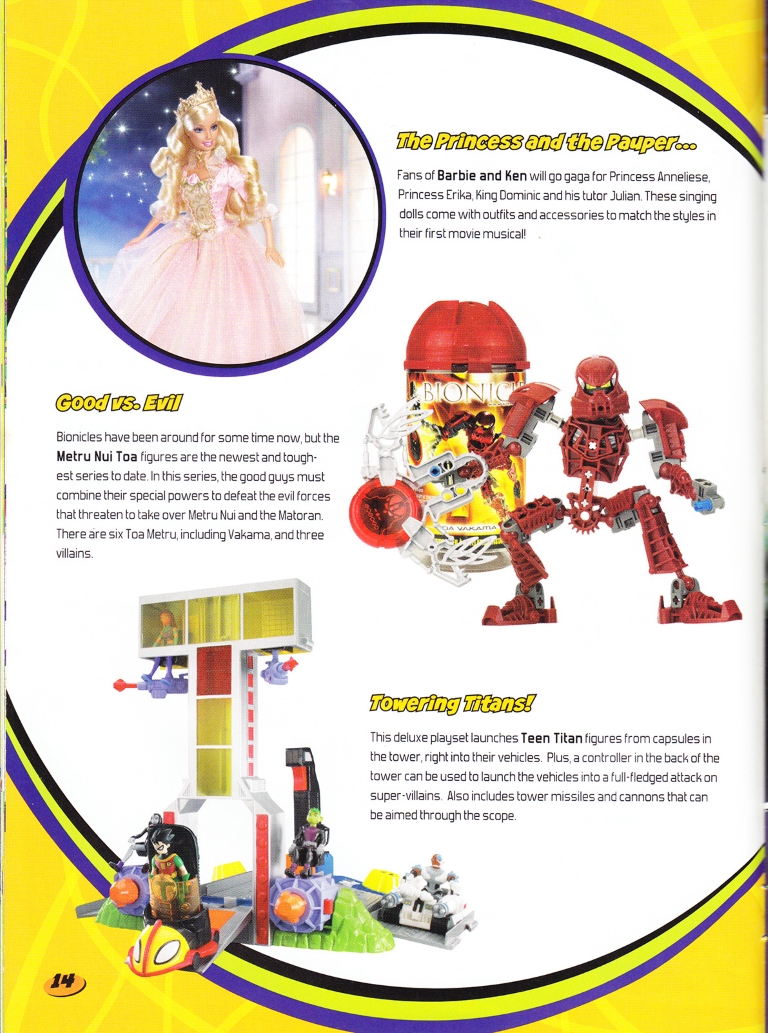 The Princess and the Pauper...
Fans of Barbie and Ken will go gaga for Princess Anneliese,
Princess Erika, King Dominic and his tutor Julian. These singing
dolls come with outfits and accessories to match the styles in
their first movie musical!
BIONICL
TOA VAKAMA
Good vs. Evil
Bionicles have been around for some time now, but the
Metru Nui Toa figures are the newest and tough-
est series to date. In this series, the good guys must
combine their special powers to defeat the evil forces
that threaten to take over Metru Nui and the Matoran.
There are six Toa Metru, including Vakama, and three
villains.
Towering Titans!
This deluxe playset launches Teen Titan figures from capsules in
the tower, right into their vehicles. Plus, a controller in the back of the
tower can be used to launch the vehicles into a full-fledged attack on
super-villains. Also includes tower missiles and cannons that can
be aimed through the scope.
14